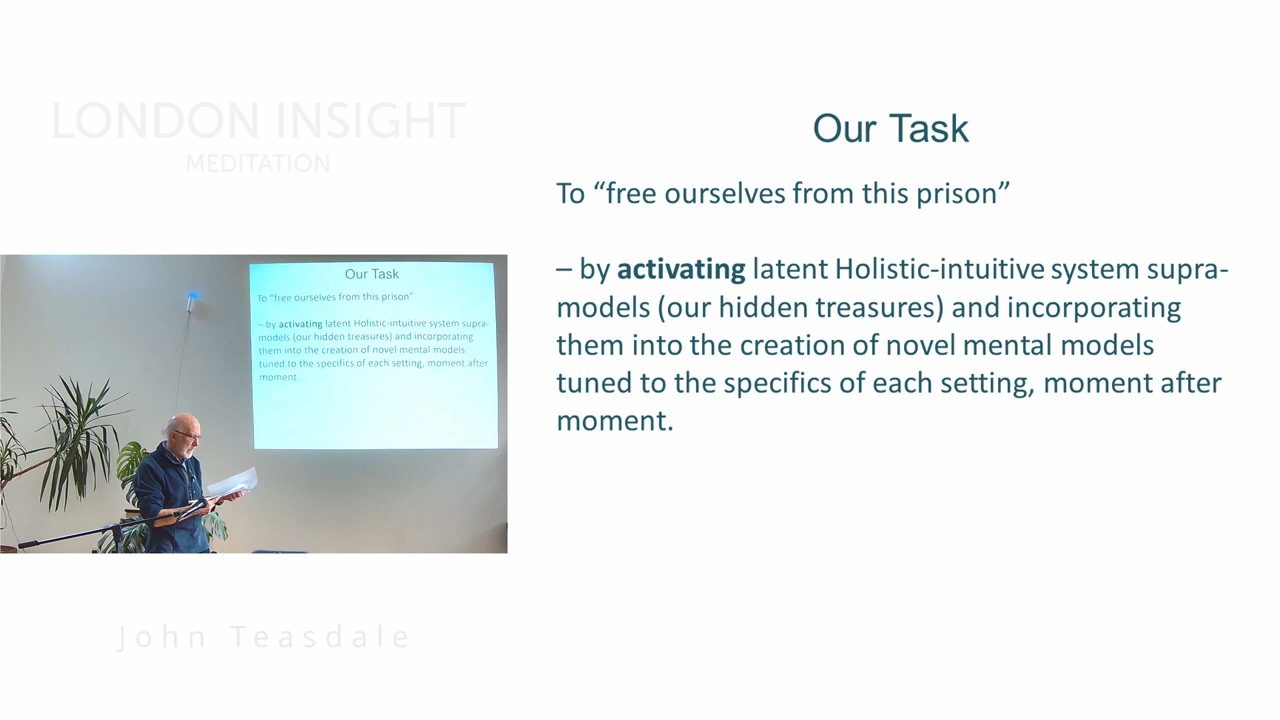 LONDON INSIGHT
MEDITATION
Our Task
To “free ourselves from this prison”
– by activating latent Holistic-intuitive system supra-
models (our hidden treasures) and incorporating
them into the creation of novel mental models
tuned to the specifics of each setting, moment after
moment.
Our Task
To “free ourselves from this prison”
– by activating latent Holistic-intuitive system supra-
models (our hidden treasures) and incorporating
them into the creation of novel mental models
tuned to the specifics of each setting, moment after
moment.
John Teasdale